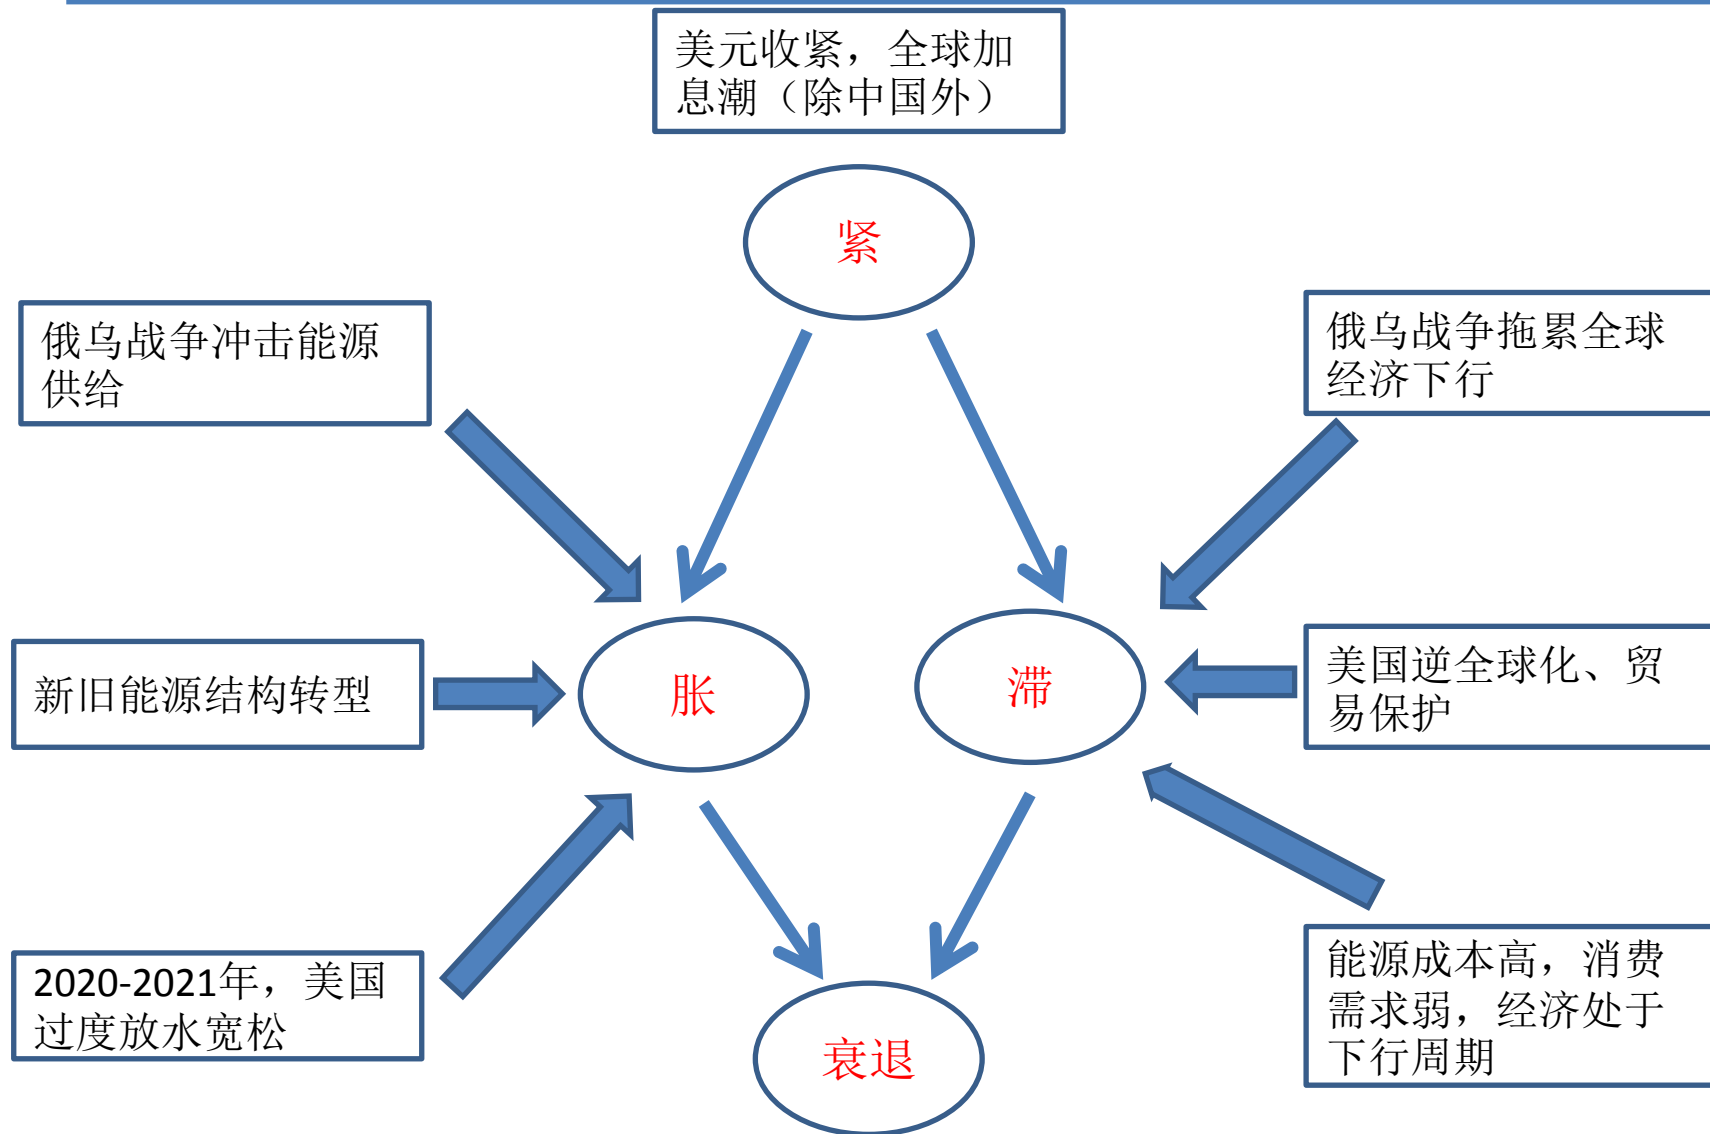 美元收紧，全球加
息潮（除中国外）
紧
俄乌战争冲击能源
供给
俄乌战争拖累全球
经济下行
新旧能源结构转型
胀
滞
美国逆全球化、贸
易保护
2020-2021年，美国
过度放水宽松
能源成本高，消费
需求弱，经济处于
下行周期
衰退